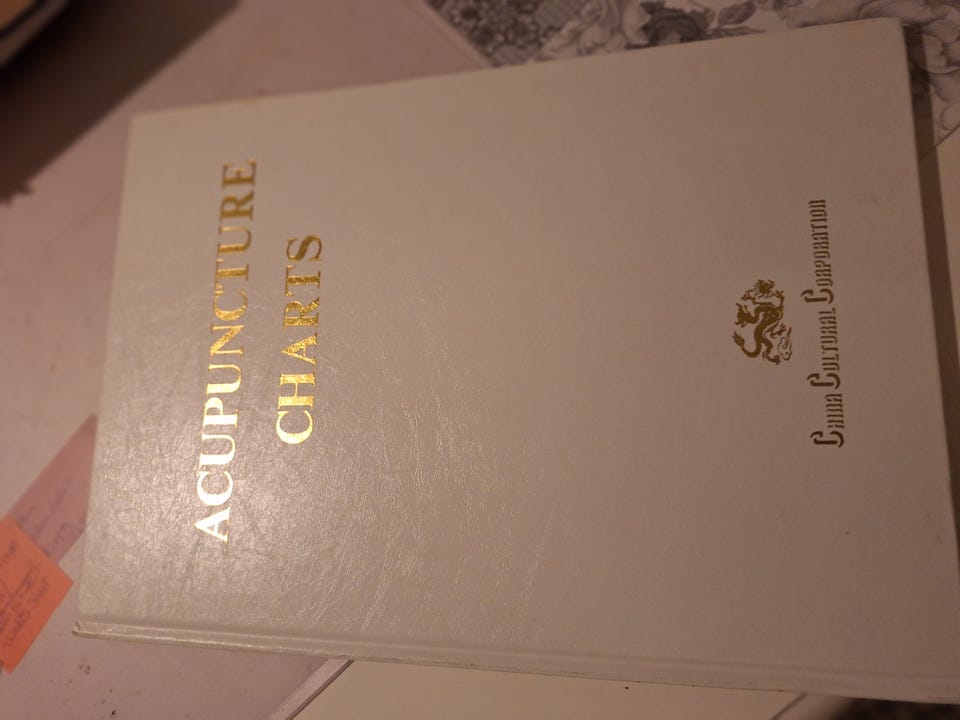 ACUPUNCTURE
CHARTS
CHINA CULTURAL CORPORATION